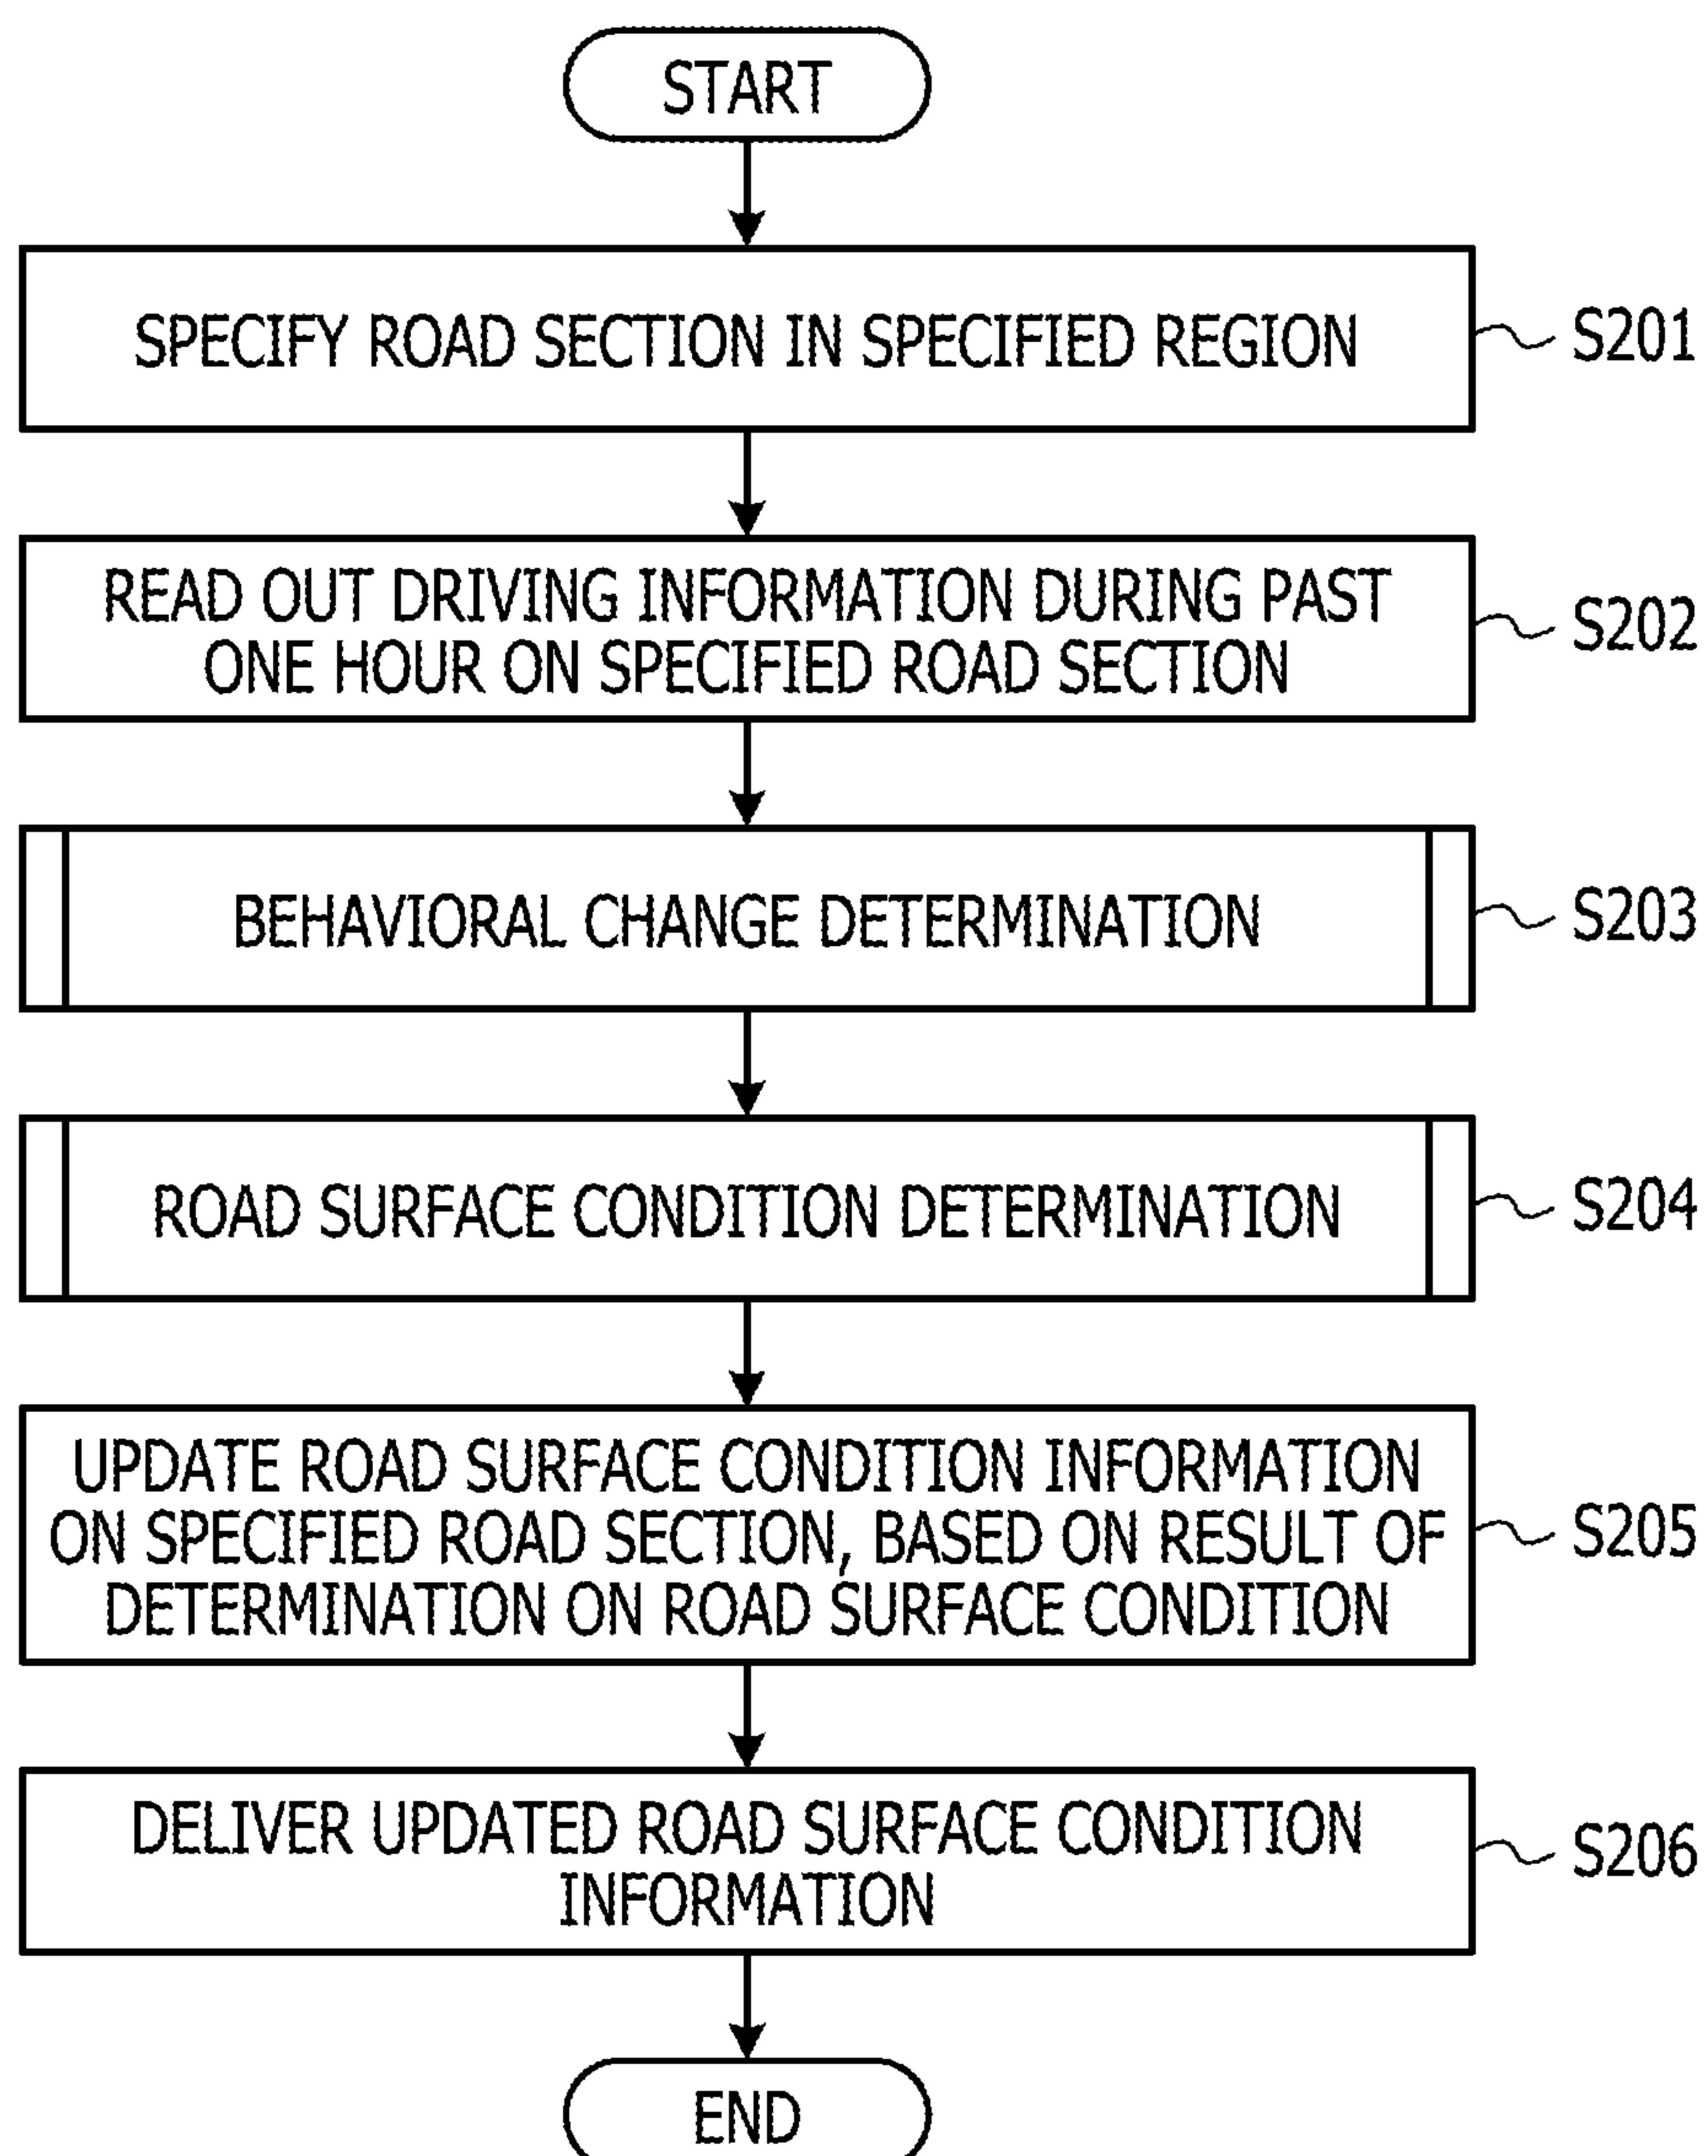 START
SPECIFY ROAD SECTION IN SPECIFIED REGION
S201
READ OUT DRIVING INFORMATION DURING PAST
ONE HOUR ON SPECIFIED ROAD SECTION
S202
BEHAVIORAL CHANGE DETERMINATION
S203
ROAD SURFACE CONDITION DETERMINATION
S204
UPDATE ROAD SURFACE CONDITION INFORMATION
ON SPECIFIED ROAD SECTION, BASED ON RESULT OF
DETERMINATION ON ROAD SURFACE CONDITION
S205
DELIVER UPDATED ROAD SURFACE CONDITION
INFORMATION
S206
END